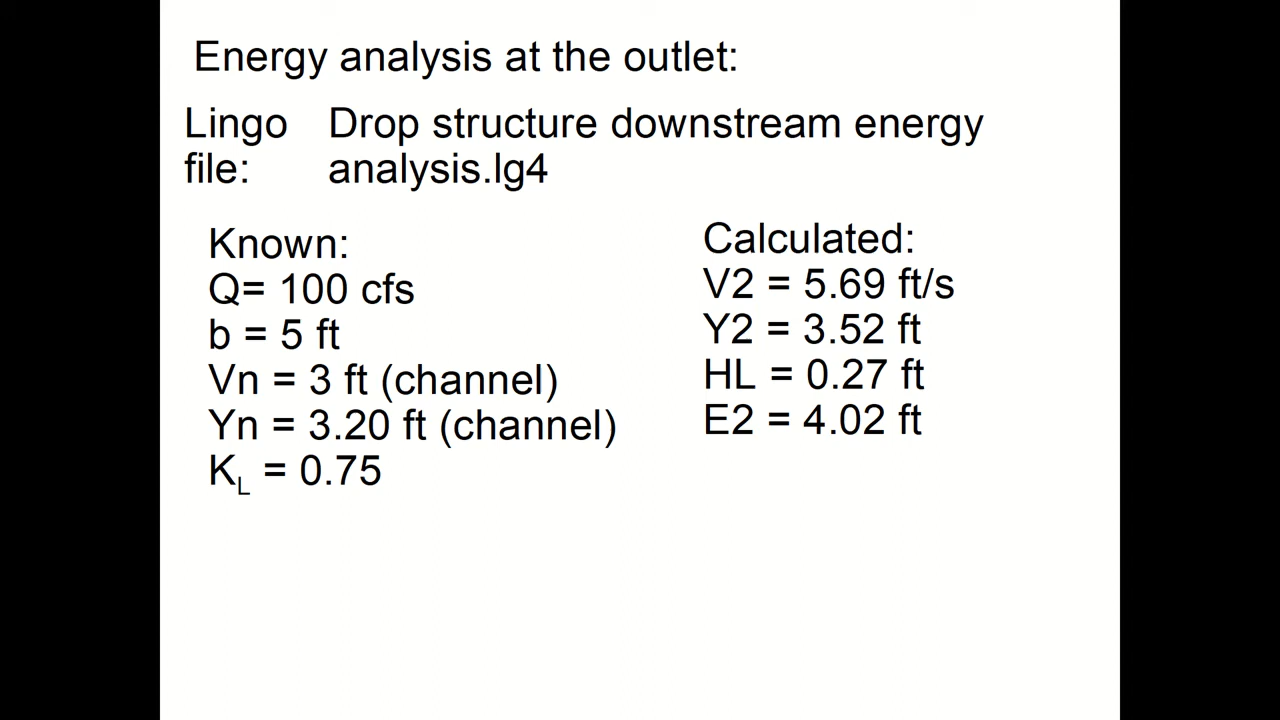 Energy analysis at the outlet:
Lingo file: Drop structure downstream energy analysis.lg4
Known:
Q= 100 cfs
b = 5 ft
Vn = 3 ft (channel)
Yn = 3.20 ft (channel)
KL = 0.75
Calculated:
V2 = 5.69 ft/s
Y2 = 3.52 ft
HL = 0.27 ft
E2 = 4.02 ft